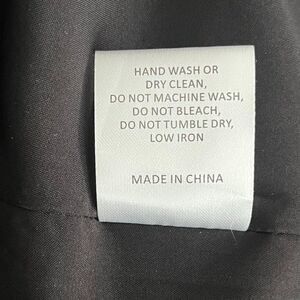 HAND WASH OR
DRY CLEAN,
DO NOT MACHINE WASH,
DO NOT BLEACH,
DO NOT TUMBLE DRY,
LOW IRON
MADE IN CHINA